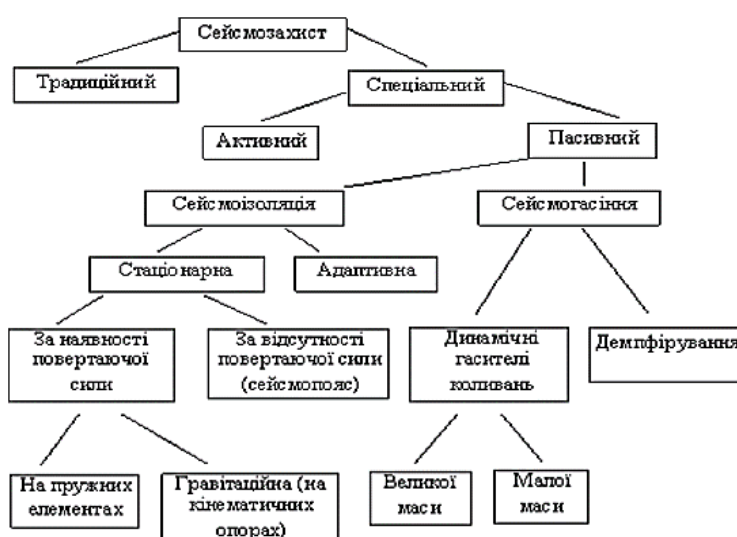 Сейсмозахист
Традиційний
Спеціальний
Активний
Пасивний
Сейсмоізоляція
Сейсмогасіння
Стаціонарна
Адаптивна
За наявності
повертаючої
сили
За відсутності
повертаючої сили
(сейсмопояс)
Динамічні
гасителі
коливань
Демпфірування
На пружних
елементах
Гравітаційна (на
кінематичних
опорах)
Великої
маси
Малої
маси